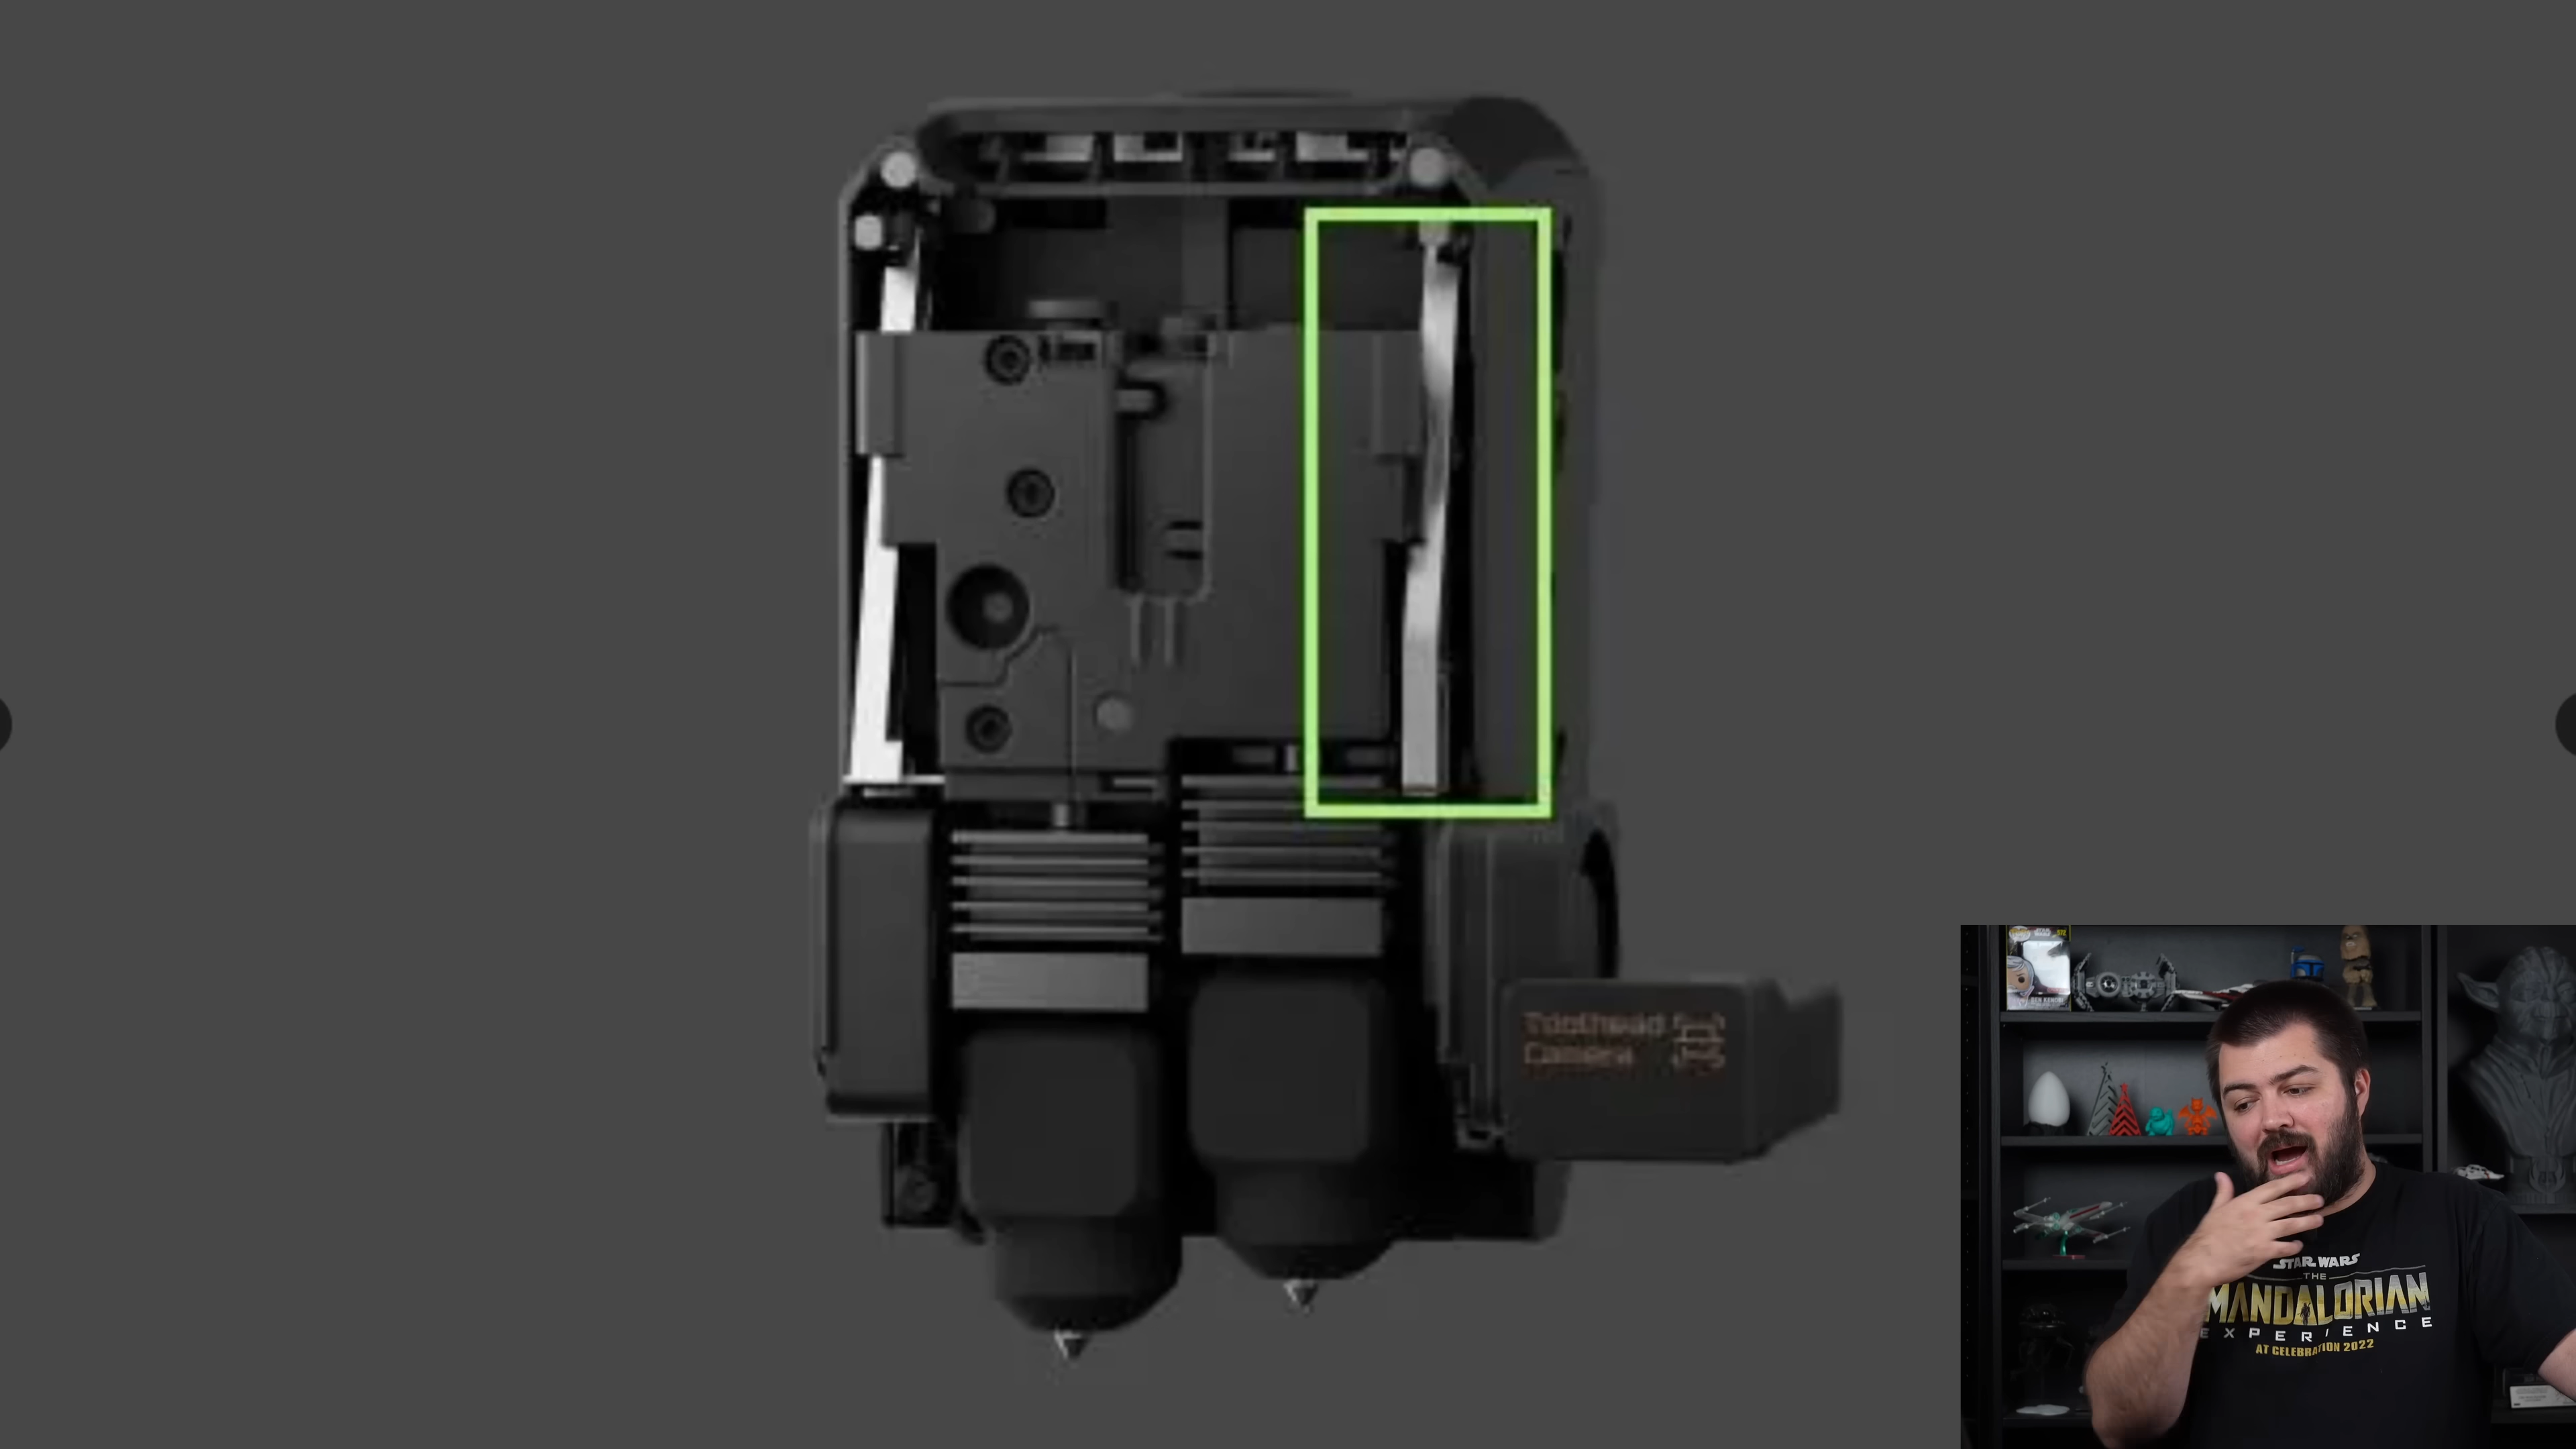 Toolhead
Camera
STAR WARS
THE
MANDALORIAN
EXPERIENCE
AT CELEBRATION 2022